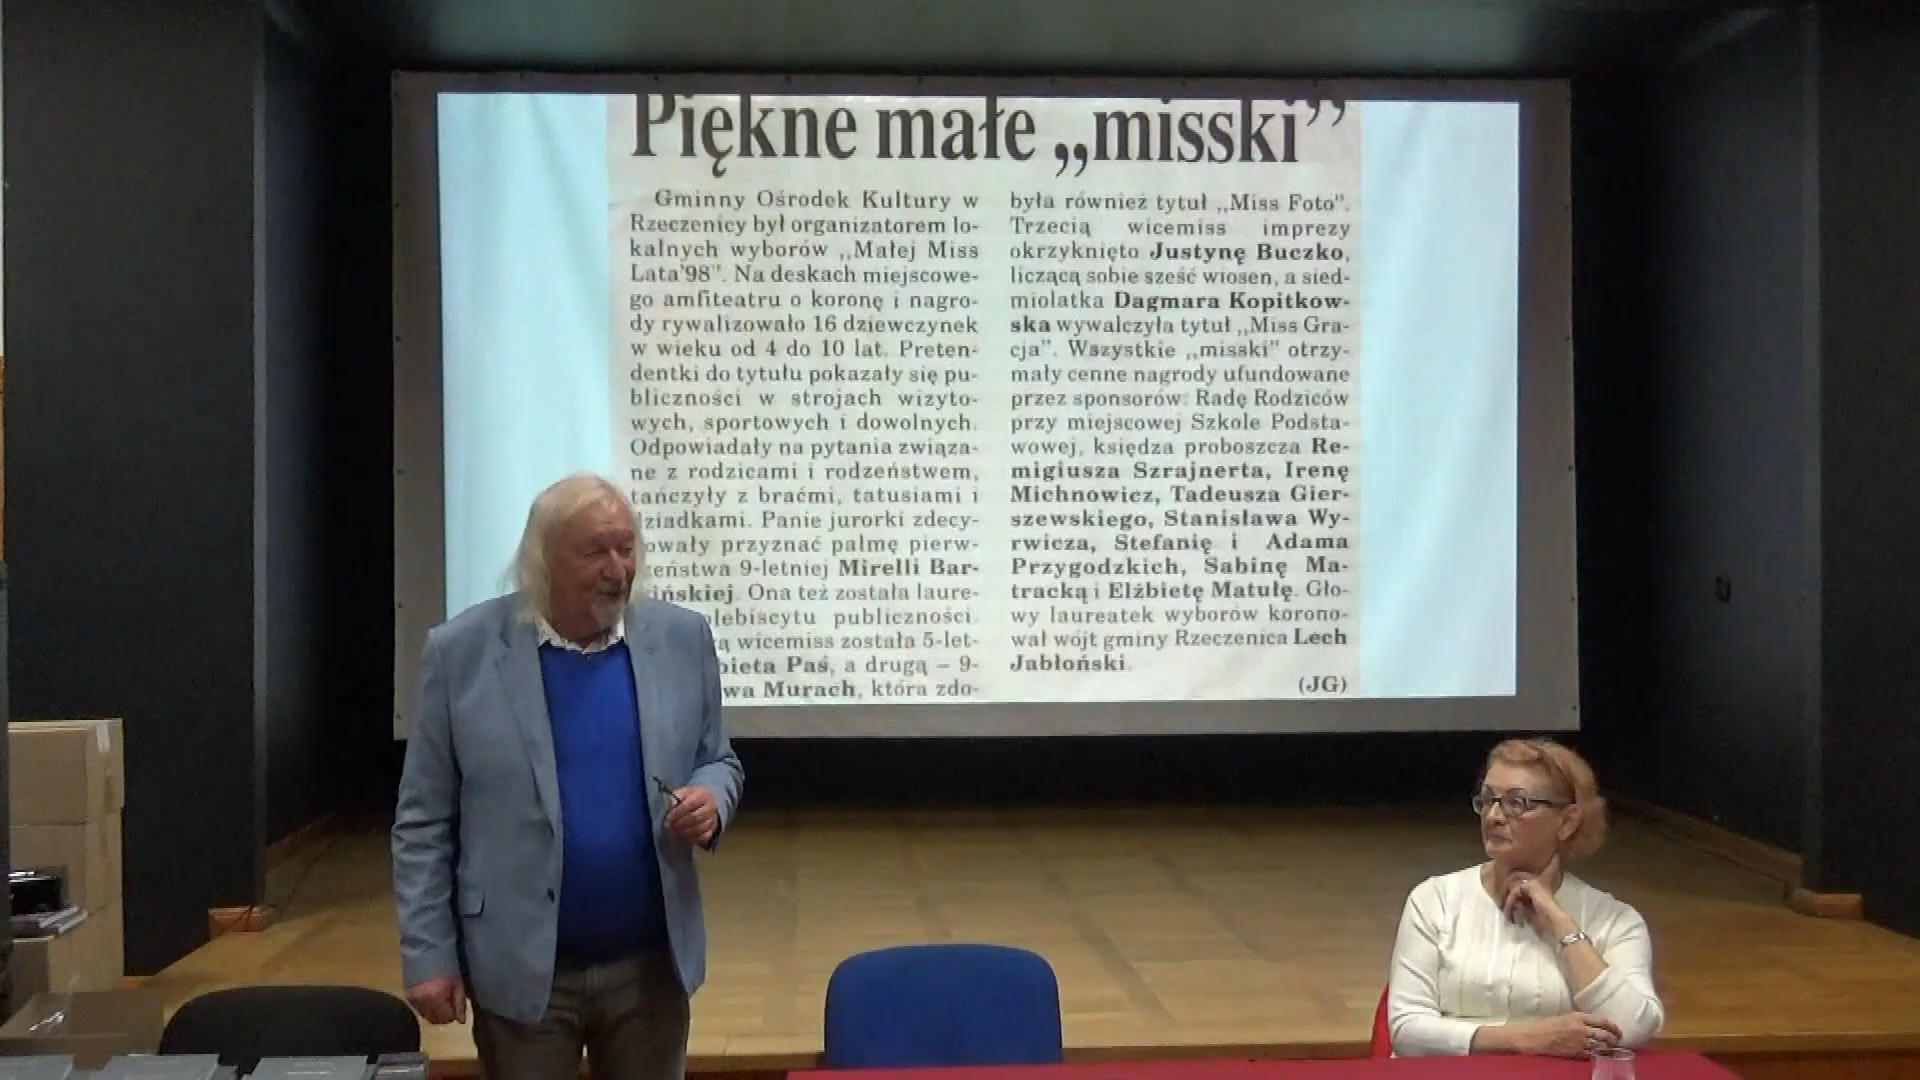 Piękne małe „misski”
Gminny Ośrodek Kultury w
Rzeczenicy był organizatorem lo-
kalnych wyborów „Małej Miss
Lata'98". Na deskach miejscowe-
go amfiteatru o koronę i nagro-
dy rywalizowało 16 dziewczynek
w wieku od 4 do 10 lat. Preten-
dentki do tytułu pokazały się pu-
bliczności w strojach wizyto-
wych, sportowych i dowolnych.
Odpowiadały na pytania związa-
ne z rodzicami i rodzeństwem,
tańczyły z braćmi, tatusiami i
dziadkami. Panie jurorki zdecy-
owały przyznać palmę pierw-
zeństwa 9-letniej Mirelli Bar-
ińskiej. Ona też została laure-
plebiscytu publiczności.
ą wicemiss została 5-let-
bieta Paś, a drugą – 9-
wa Murach, która zdo-
była również tytuł „Miss Foto".
Trzecią wicemiss imprezy
okrzyknięto Justynę Buczko,
liczącą sobie sześć wiosen, a sied-
miolatka Dagmara Kopitkow-
ska wywalczyła tytuł „Miss Gra-
cja". Wszystkie „misski" otrzy-
mały cenne nagrody ufundowane
przez sponsorów: Radę Rodziców
przy miejscowej Szkole Podsta-
wowej, księdza proboszcza Re-
migiusza Szrajnerta, Irenę
Michnowicz, Tadeusza Gier-
szewskiego, Stanisława Wy-
rwicza, Stefanię i Adama
Przygodzkich, Sabinę Ma-
tracką i Elżbietę Matułę. Gło-
wy laureatek wyborów korono-
wał wójt gminy Rzeczenica Lech
Jabłoński.
(JG)